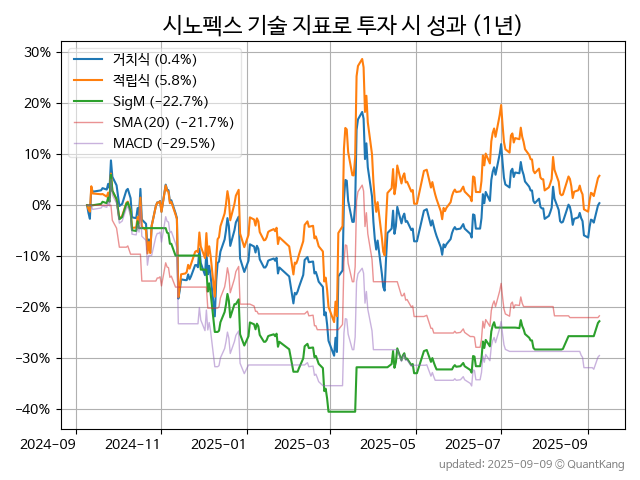 시노펙스 기술 지표로 투자 시 성과 (1년)
30%
20%
10%
0%
−10%
−20%
−30%
−40%
거치식 (0.4%)
적립식 (5.8%)
SigM (−22.7%)
SMA(20) (−21.7%)
MACD (−29.5%)
2024-09
2024-11
2025-01
2025-03
2025-05
2025-07
2025-09
updated: 2025-09-09 © QuantKang